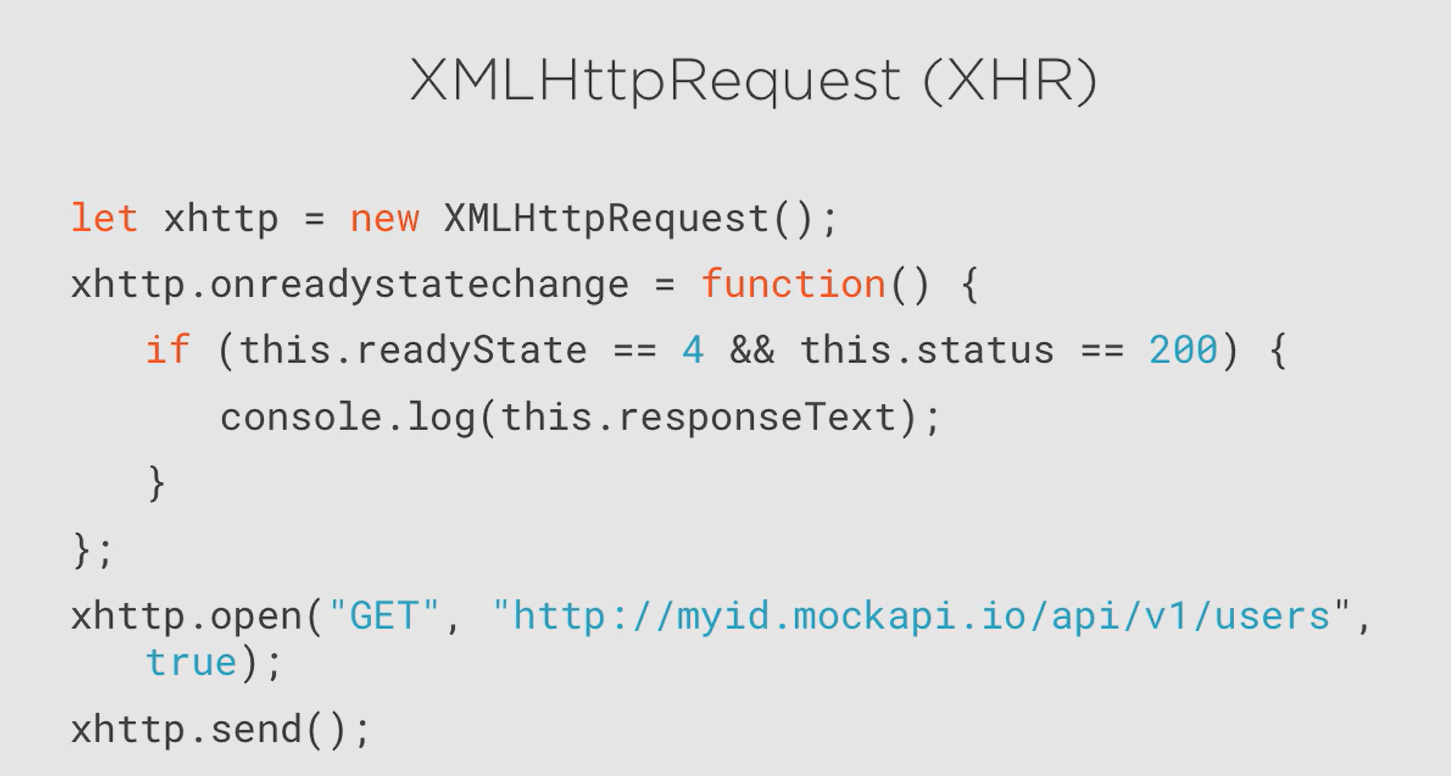 XMLHttpRequest (XHR)
let xhttp = new XMLHttpRequest();
xhttp.onreadystatechange = function() {
if (this.readyState == 4 && this.status == 200) {
console.log(this.responseText);
}
};
xhttp.open("GET", "http://myid.mockapi.io/api/v1/users",
true);
xhttp.send();